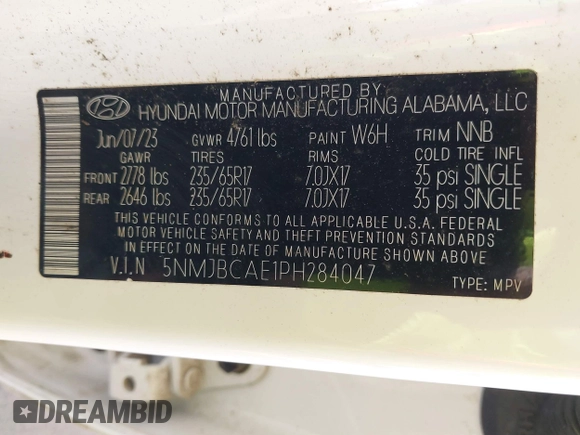 MANUFACTURED BY
HYUNDAI MOTOR MANUFACTURING ALABAMA, LLC
Jun/07/23 GVWR 4761 lbs PAINT W6H TRIM NNB
GAWR TIRES RIMS COLD TIRE INFL
FRONT 2778 lbs 235/65R17 7.0JX17 35 psi SINGLE
REAR 2646 lbs 235/65R17 7.0JX17 35 psi SINGLE
THIS VEHICLE CONFORMS TO ALL APPLICABLE U.S.A. FEDERAL
MOTOR VEHICLE SAFETY AND THEFT PREVENTION STANDARDS
IN EFFECT ON THE DATE OF MANUFACTURE SHOWN ABOVE.
V.I.N 5NMJBCAE1PH284047 TYPE: MPV
DREAMBID